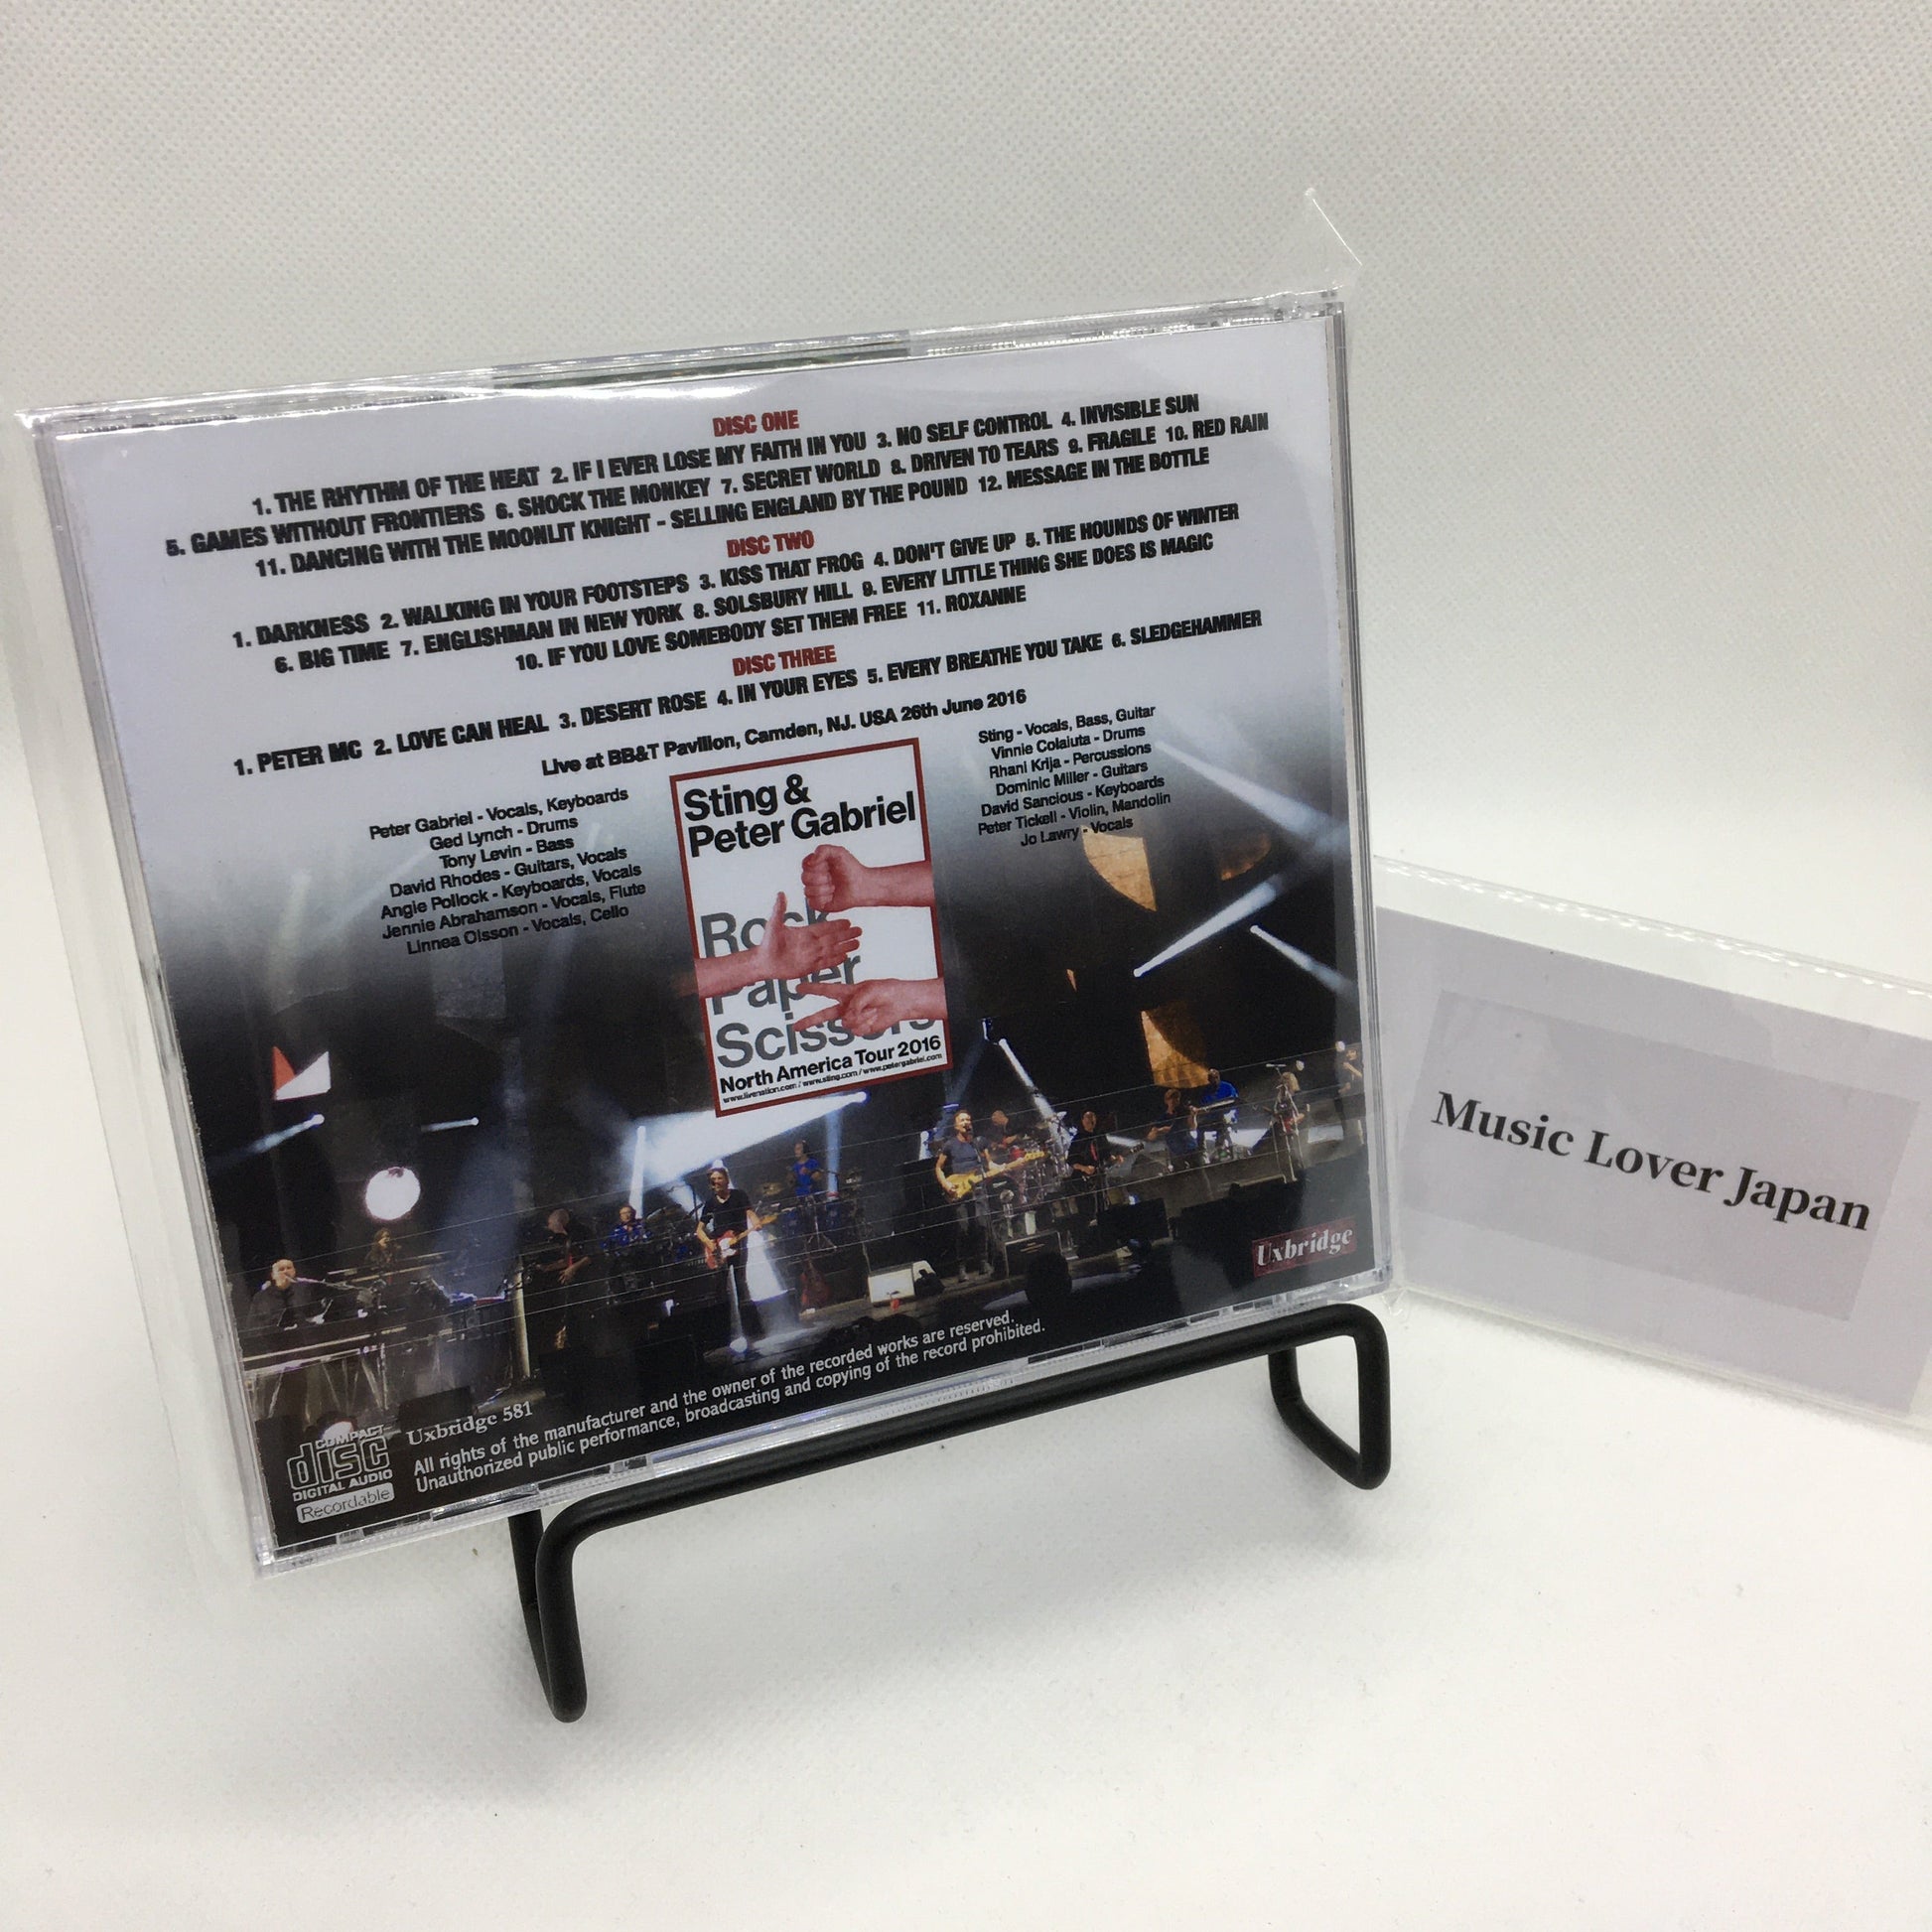 DISC ONE
1. THE RHYTHM OF THE HEAT 2. IF I EVER LOSE MY FAITH IN YOU 3. NO SELF CONTROL 4. INVISIBLE SUN
5. GAMES WITHOUT FRONTIERS 6. SHOCK THE MONKEY 7. SECRET WORLD 8. DRIVEN TO TEARS 9. FRAGILE 10. RED RAIN
11. DANCING WITH THE MOONLIT KNIGHT - SELLING ENGLAND BY THE POUND 12. MESSAGE IN THE BOTTLE
DISC TWO
1. DARKNESS 2. WALKING IN YOUR FOOTSTEPS 3. KISS THAT FROG 4. DON'T GIVE UP 5. THE HOUNDS OF WINTER
6. BIG TIME 7. ENGLISHMAN IN NEW YORK 8. SOLSBURY HILL 9. EVERY LITTLE THING SHE DOES IS MAGIC
10. IF YOU LOVE SOMEBODY SET THEM FREE 11. ROXANNE
DISC THREE
1. PETER MC 2. LOVE CAN HEAL 3. DESERT ROSE 4. IN YOUR EYES 5. EVERY BREATHE YOU TAKE 6. SLEDGEHAMMER
Live at BB&T Pavilion, Camden, NJ. USA 26th June 2016
Peter Gabriel - Vocals, Keyboards
Ged Lynch - Drums
Tony Levin - Bass
David Rhodes - Guitars, Vocals
Angie Pollock - Keyboards, Vocals
Jennie Abrahamson - Vocals, Flute
Linnea Olsson - Vocals, Cello
Sting - Vocals, Bass, Guitar
Vinnie Colaiuta - Drums
Rhani Krija - Percussions
Dominic Miller - Guitars
David Sancious - Keyboards
Peter Tickell - Violin, Mandolin
Jo Lawry - Vocals
Sting &
Peter Gabriel
Rock
Paper
Scissors
North America Tour 2016
www.livenation.com / www.sting.com / www.petergabriel.com
Uxbridge
COMPACT
disc
DIGITAL AUDIO
Recordable
Uxbridge 581
All rights of the manufacturer and the owner of the recorded works are reserved.
Unauthorized public performance, broadcasting and copying of the record prohibited.
Music Lover Japan